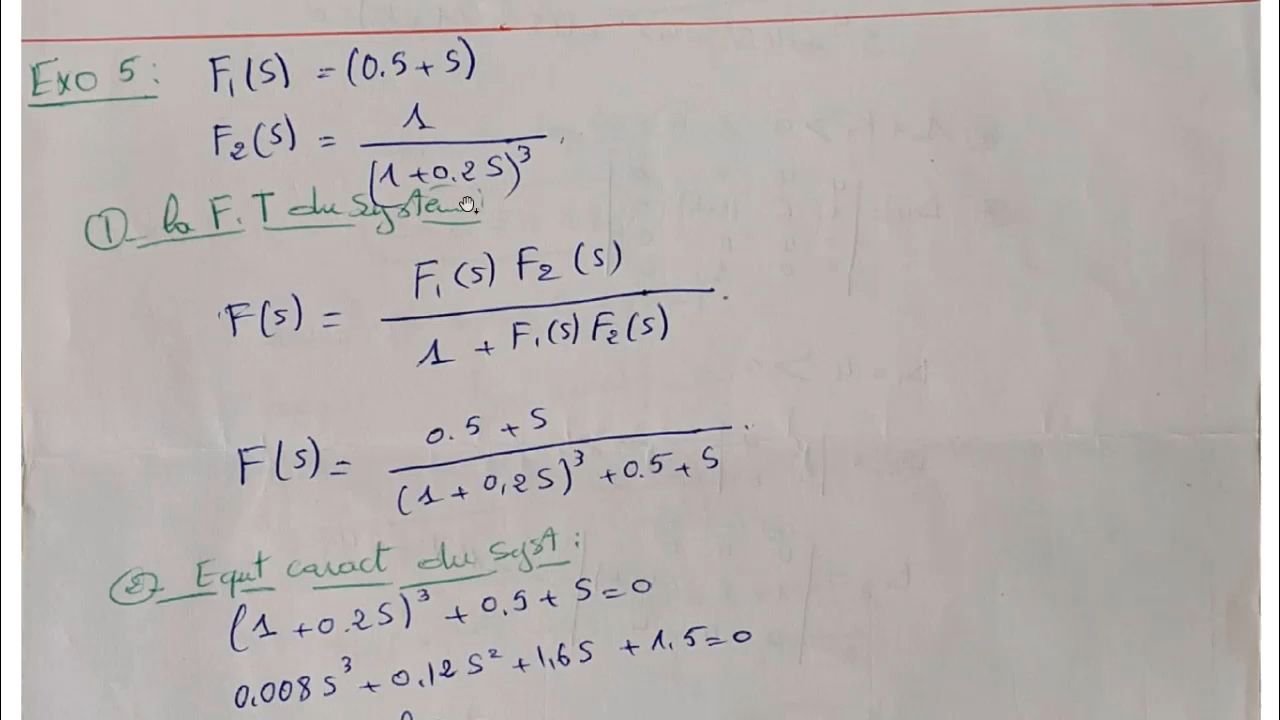 Exo 5: F₁(S) = (0.5 + S)
F₂(S) = 1 / (1 + 0.2 S)³
① la F.T du Système:
F(s) = F₁(s) F₂(s) / 1 + F₁(s) F₂(s)
F(s) = 0.5 + S / (1 + 0,2 S)³ + 0.5 + S
② Equt caract du Syst:
(1 + 0.2 S)³ + 0.5 + S = 0
0.008 S³ + 0.12 S² + 1,6 S + 1.5 = 0